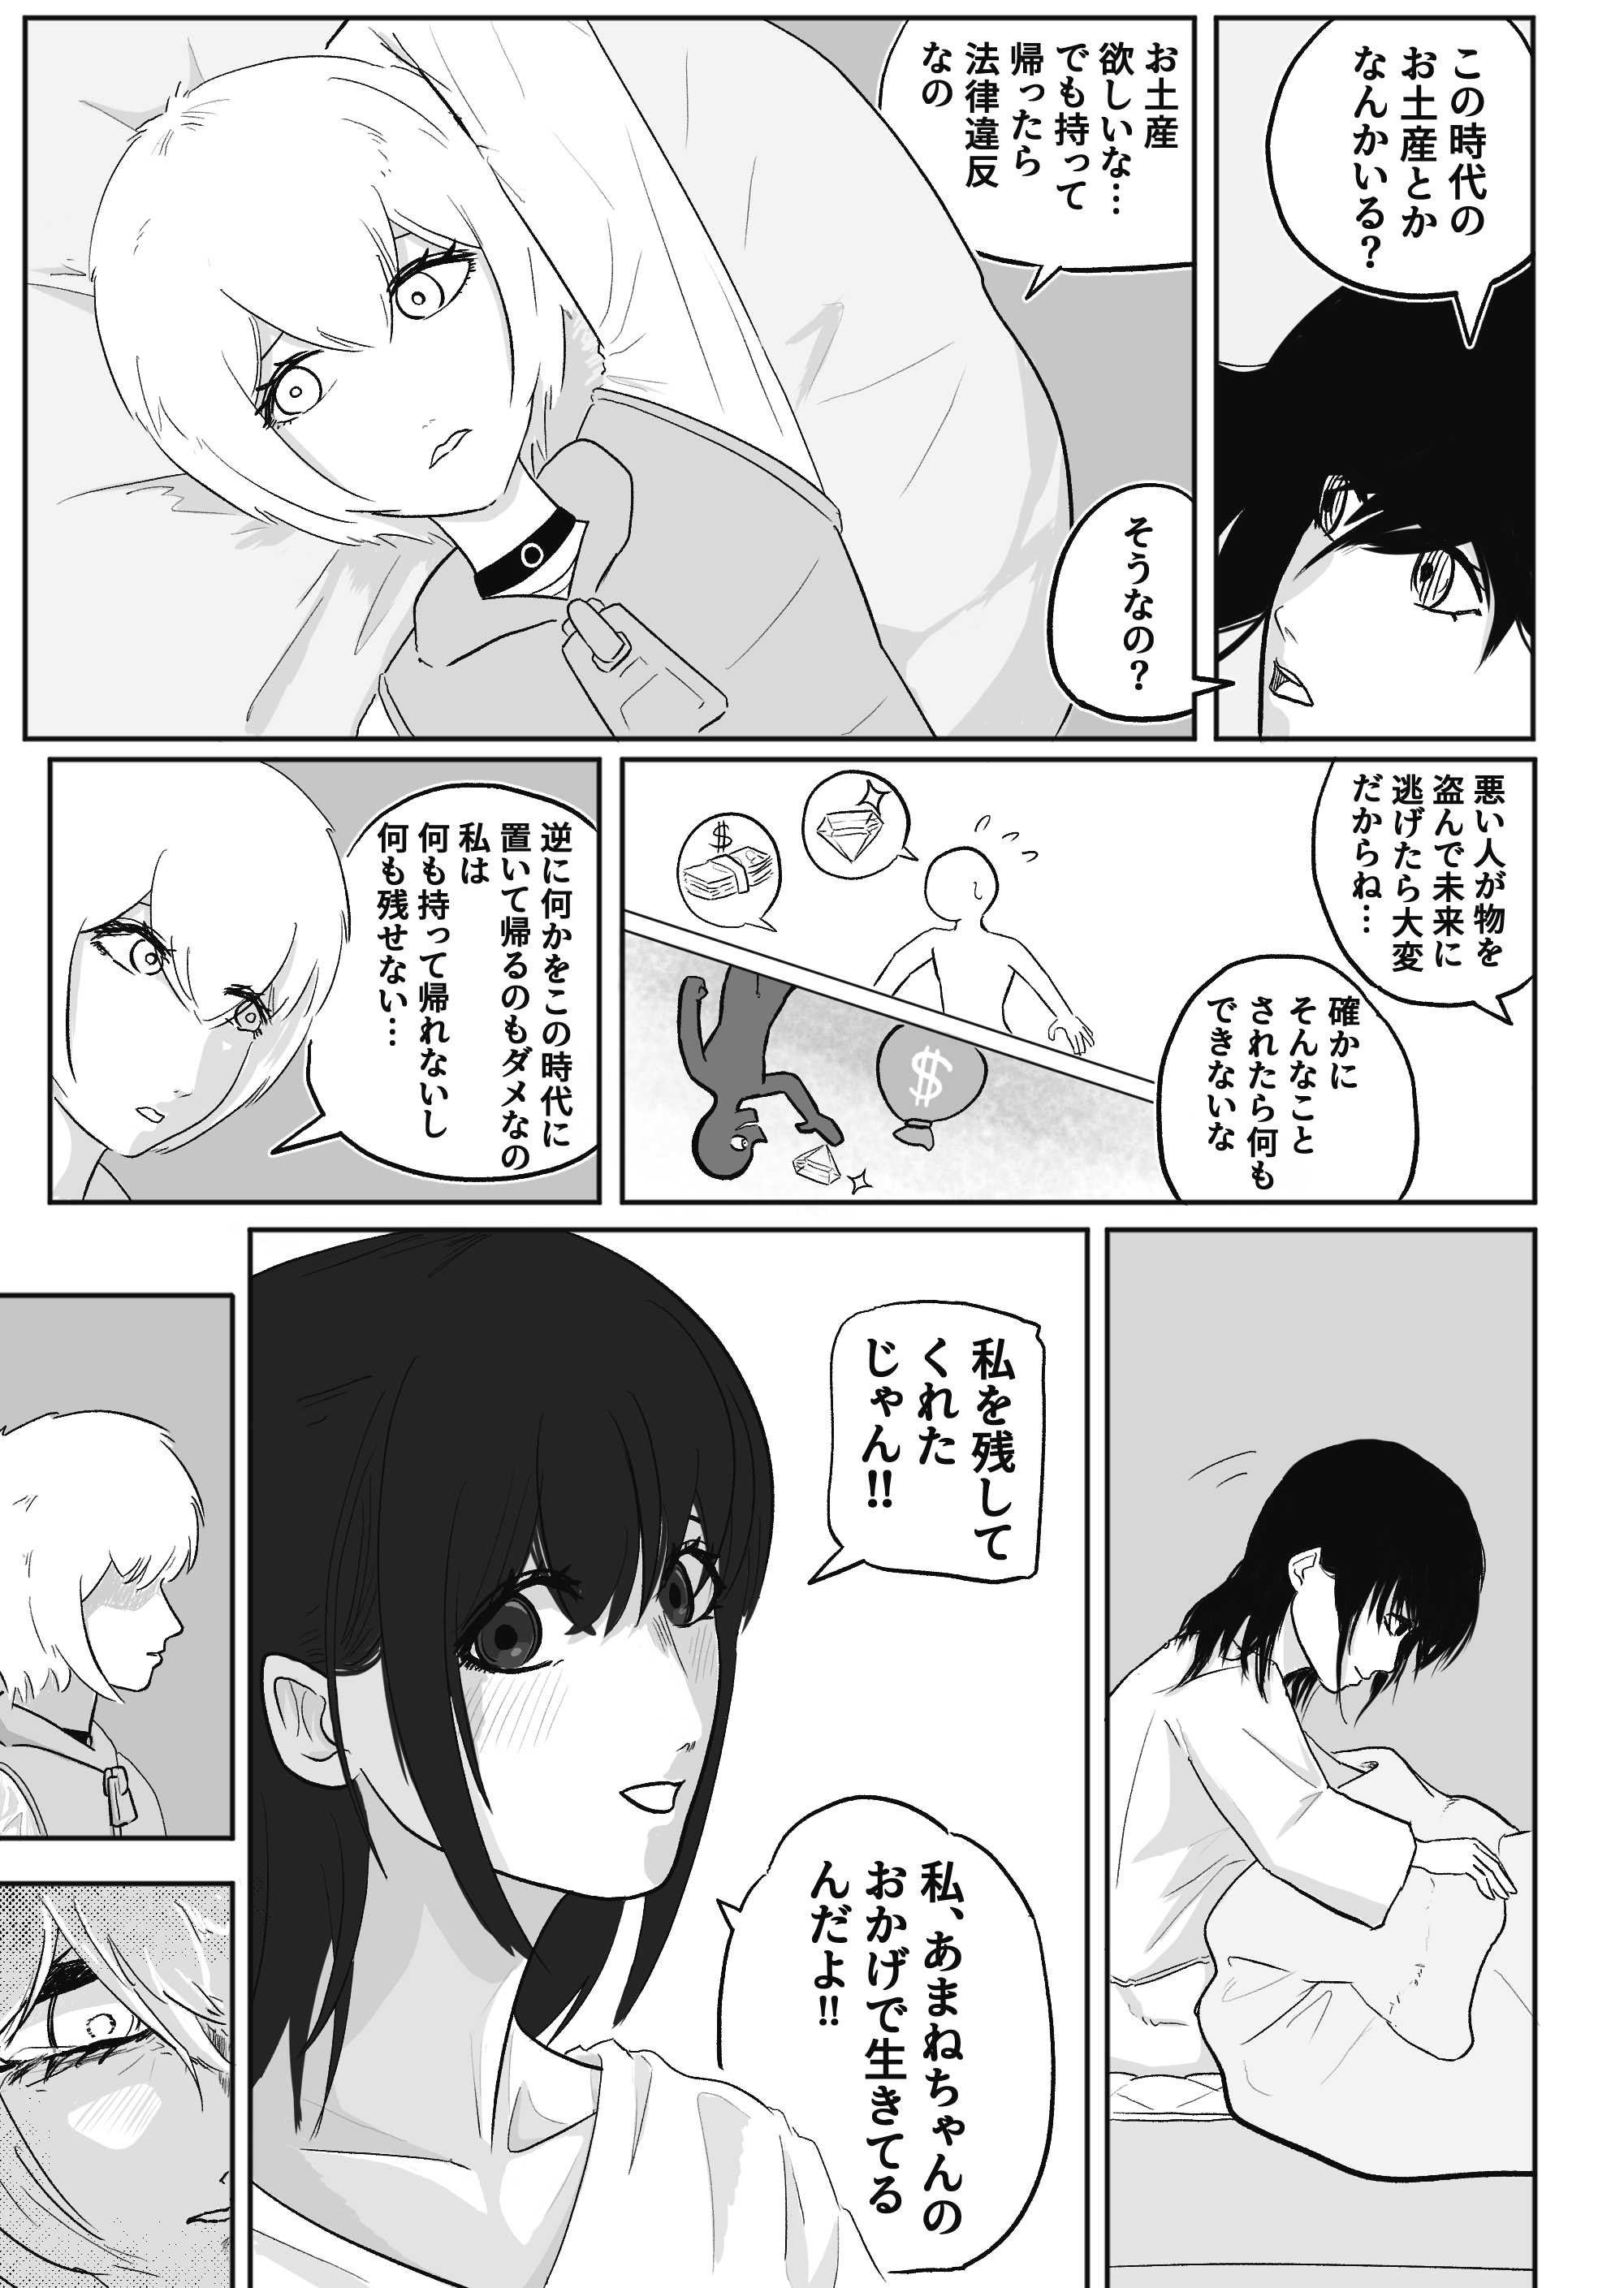 この時代の
お土産とか
なんかいる？
お土産
欲しいな…
でも持って
帰ったら
法律違反
なの
そうなの？
悪い人が物を
盗んで未来に
逃げたら大変
だからね…
確かに
そんなこと
されたら何も
できないな
$
$
逆に何かをこの時代に
置いて帰るのもダメなの
私は
何も持って帰れないし
何も残せない…
私を残して
くれた
じゃん!!
私、あまねちゃんの
おかげで生きてる
んだよ!!